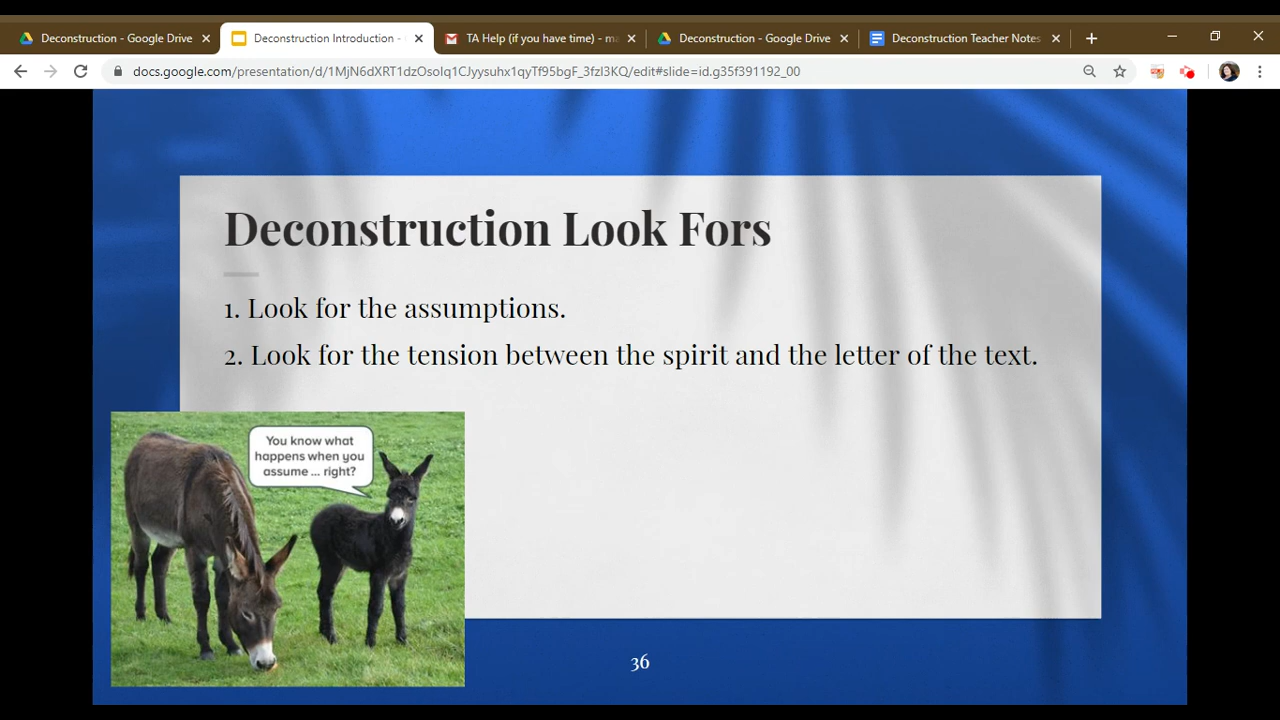 Deconstruction - Google Drive
Deconstruction Introduction -
TA Help (if you have time) - ma
Deconstruction - Google Drive
Deconstruction Teacher Notes
docs.google.com/presentation/d/1MjN6dXRT1dzOsolq1CJyysuhx1qyTf95bgF_3fzI3KQ/edit#slide=id.g35f391192_00
Deconstruction Look Fors
1. Look for the assumptions.
2. Look for the tension between the spirit and the letter of the text.
You know what
happens when you
assume ... right?
36